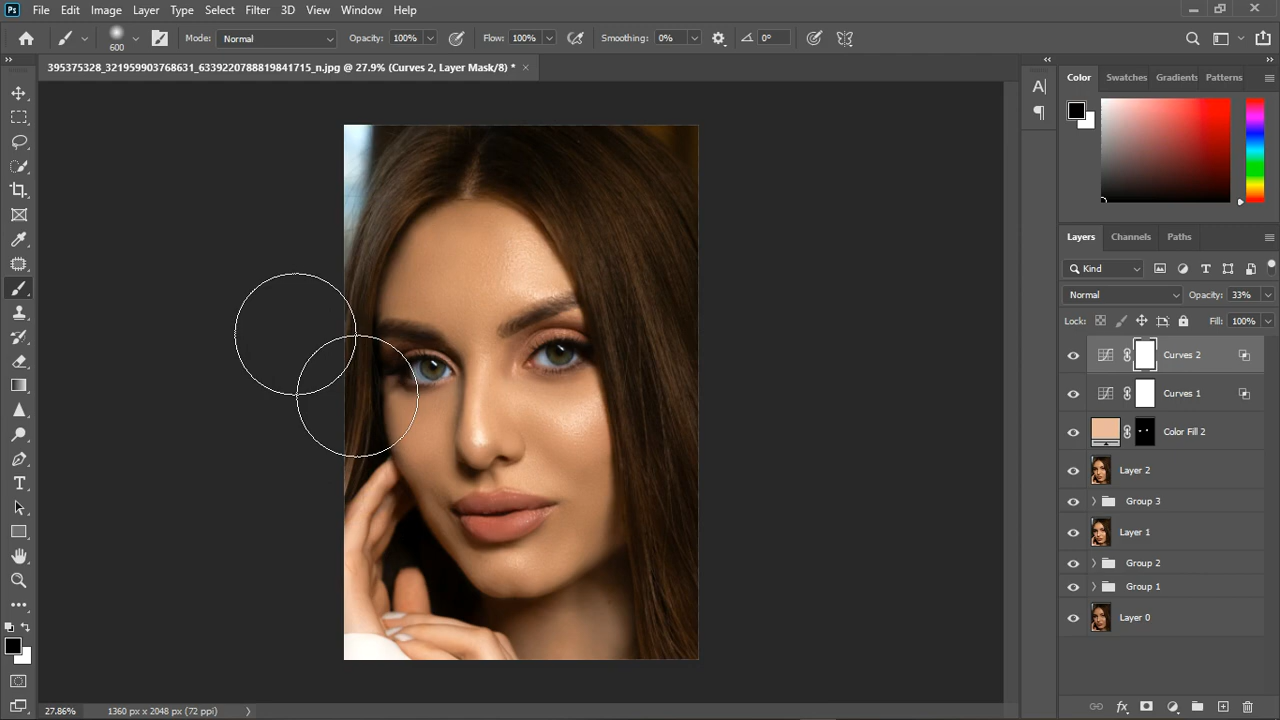 Ps File Edit Image Layer Type Select Filter 3D View Window Help
600 Mode: Normal Opacity: 100% Flow: 100% Smoothing: 0% 0°
395375328_321959903768631_6339220788819841715_n.jpg @ 27.9% (Curves 2, Layer Mask/8) *
Color Swatches Gradients Patterns
Layers Channels Paths
Kind
Normal Opacity: 33%
Lock: Fill: 100%
Curves 2
Curves 1
Color Fill 2
Layer 2
Group 3
Layer 1
Group 2
Group 1
Layer 0
27.86% 1360 px x 2048 px (72 ppi)